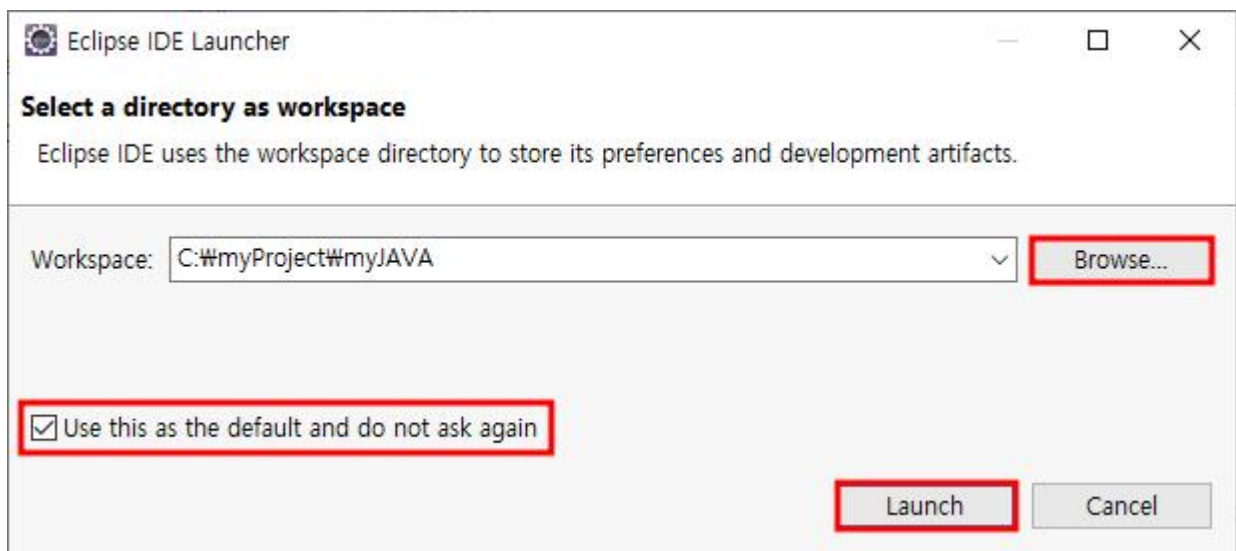 Eclipse IDE Launcher
Select a directory as workspace
Eclipse IDE uses the workspace directory to store its preferences and development artifacts.
Workspace: C:₩myProject₩myJAVA Browse...
Use this as the default and do not ask again
Launch Cancel